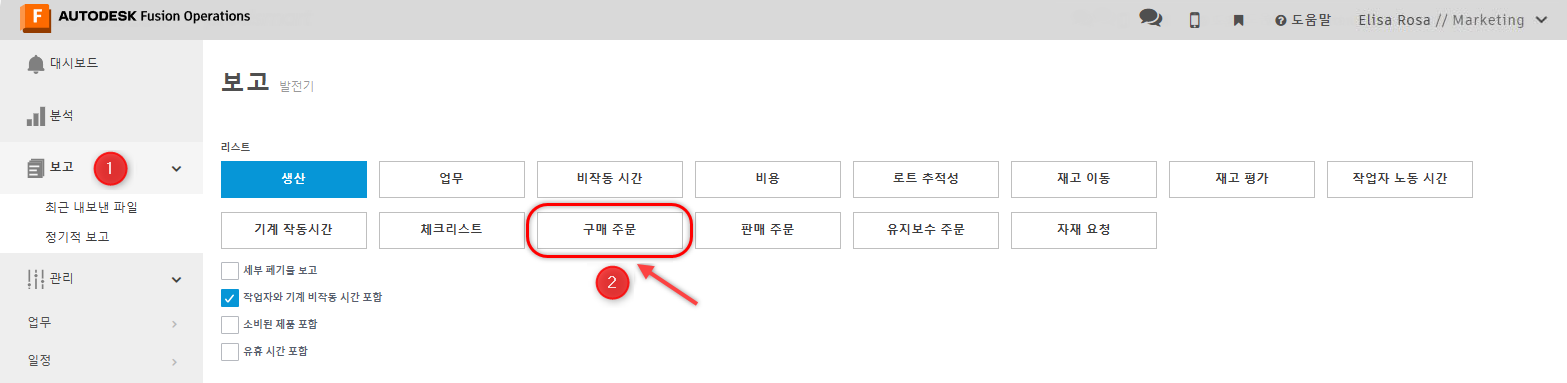 F AUTODESK Fusion Operations
도움말
Elisa Rosa // Marketing
대시보드
분석
보고
1
최근 내보낸 파일
정기적 보고
관리
업무
일정
보고 발전기
리스트
생산 업무 비작동 시간 비용 로트 추적성 재고 이동 재고 평가 작업자 노동 시간
기계 작동시간 체크리스트 구매 주문 판매 주문 유지보수 주문 자재 요청
세부 폐기물 보고
2
작업자와 기계 비작동 시간 포함
소비된 제품 포함
유휴 시간 포함